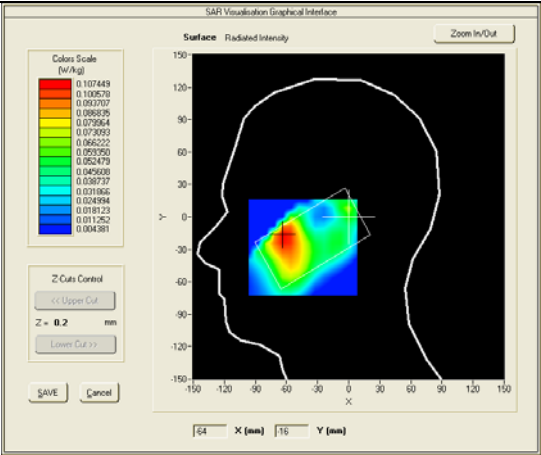 SAR Visualisation Graphical Interface
Surface Radiated Intensity
Zoom In/Out
Colors Scale
(W/kg)
0.107449
0.100578
0.093707
0.086835
0.079964
0.073093
0.066222
0.059350
0.052479
0.045608
0.038737
0.031866
0.024994
0.018123
0.011252
0.004381
Z-Cuts Control
<< Upper Cut
Z = 0.2 mm
Lower Cut >>
SAVE Cancel
150-
120-
90-
60-
30-
0-
-30-
-60-
-90-
-120-
-150-
Y
-150 -120 -90 -60 -30 0 30 60 90 120 150
X
-64 X (mm) -16 Y (mm)